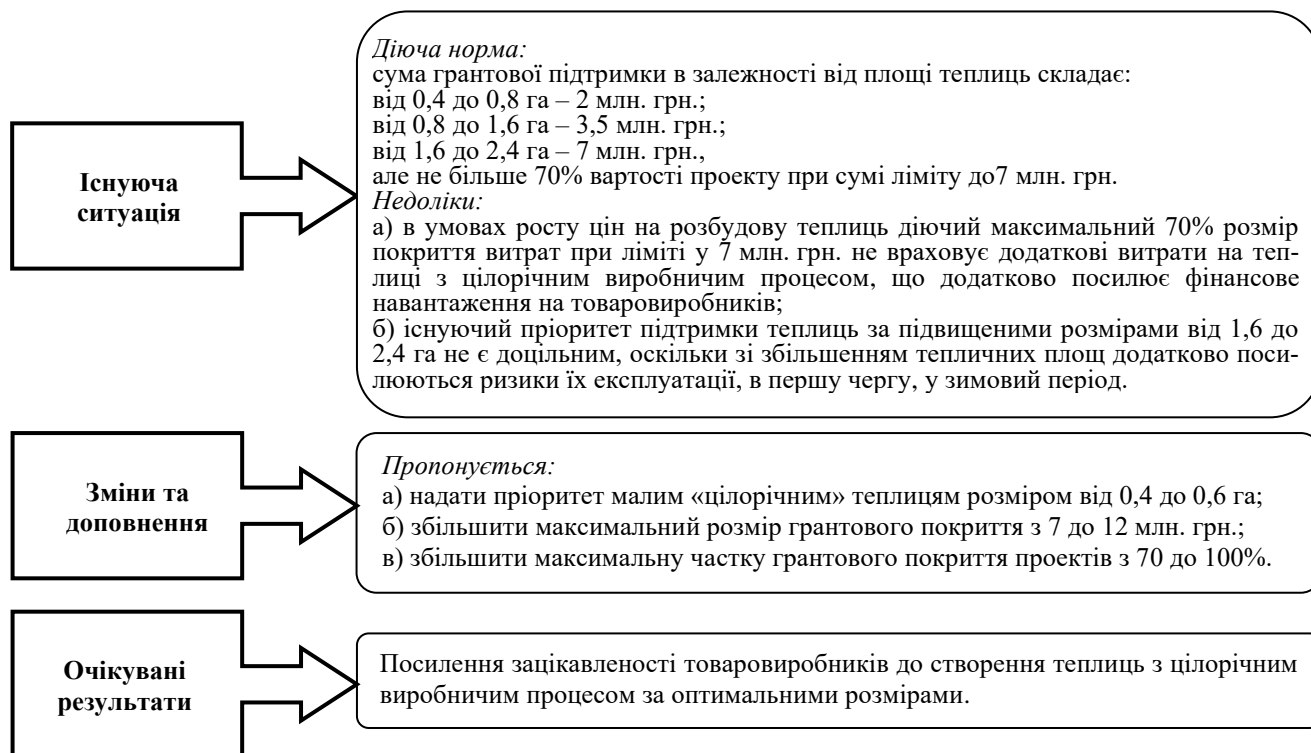 Існуюча
ситуація
Діюча норма:
сума грантової підтримки в залежності від площі теплиць складає:
від 0,4 до 0,8 га – 2 млн. грн.;
від 0,8 до 1,6 га – 3,5 млн. грн.;
від 1,6 до 2,4 га – 7 млн. грн.,
але не більше 70% вартості проекту при сумі ліміту до7 млн. грн.
Недоліки:
а) в умовах росту цін на розбудову теплиць діючий максимальний 70% розмір
покриття витрат при ліміті у 7 млн. грн. не враховує додаткові витрати на теп-
лиці з цілорічним виробничим процесом, що додатково посилює фінансове
навантаження на товаровиробників;
б) існуючий пріоритет підтримки теплиць за підвищеними розмірами від 1,6 до
2,4 га не є доцільним, оскільки зі збільшенням тепличних площ додатково поси-
люються ризики їх експлуатації, в першу чергу, у зимовий період.
Зміни та
доповнення
Пропонується:
а) надати пріоритет малим «цілорічним» теплицям розміром від 0,4 до 0,6 га;
б) збільшити максимальний розмір грантового покриття з 7 до 12 млн. грн.;
в) збільшити максимальну частку грантового покриття проектів з 70 до 100%.
Очікувані
результати
Посилення зацікавленості товаровиробників до створення теплиць з цілорічним
виробничим процесом за оптимальними розмірами.